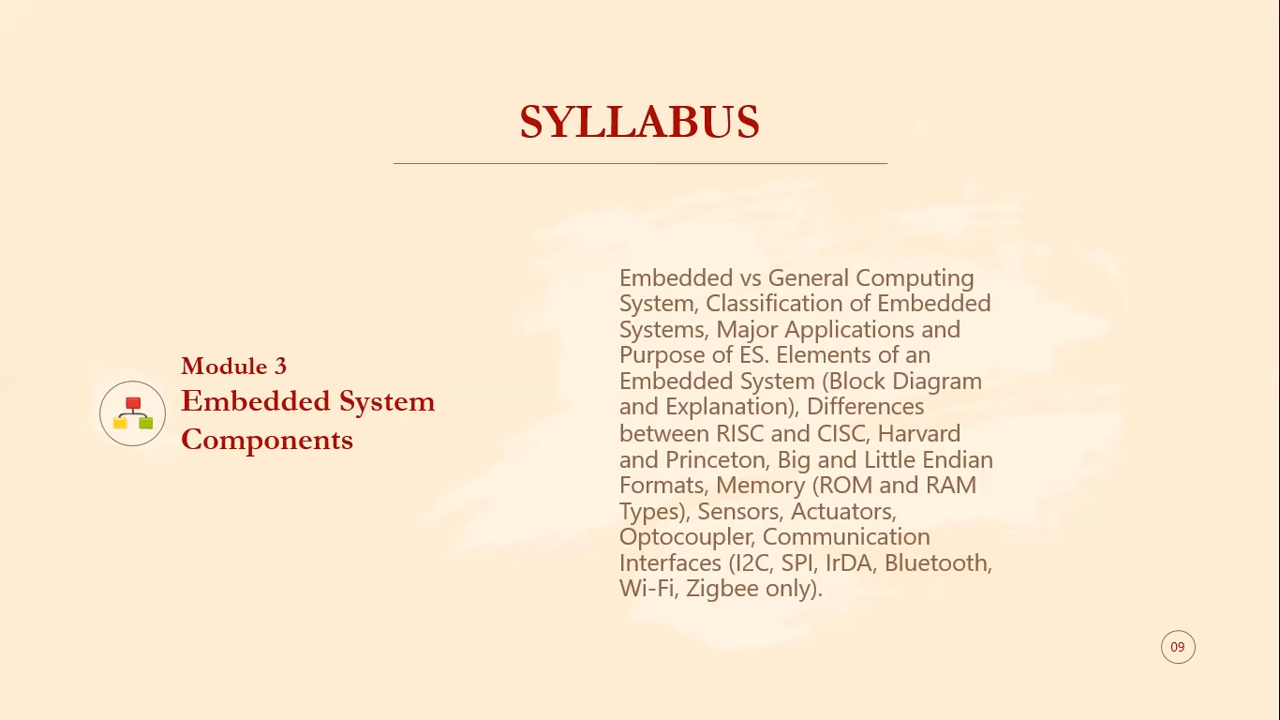 SYLLABUS
Module 3
Embedded System
Components
Embedded vs General Computing
System, Classification of Embedded
Systems, Major Applications and
Purpose of ES. Elements of an
Embedded System (Block Diagram
and Explanation), Differences
between RISC and CISC, Harvard
and Princeton, Big and Little Endian
Formats, Memory (ROM and RAM
Types), Sensors, Actuators,
Optocoupler, Communication
Interfaces (I2C, SPI, IrDA, Bluetooth,
Wi-Fi, Zigbee only).
09